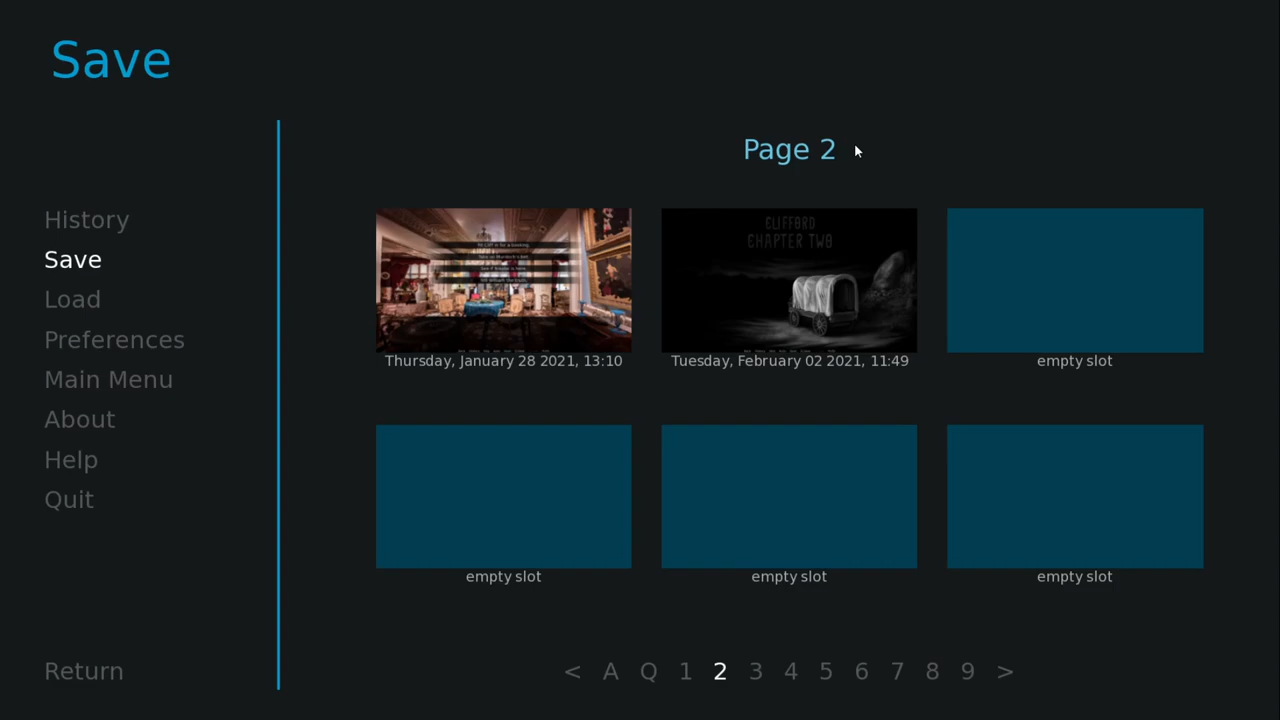 Save
Page 2
History
Save
Load
Preferences
Main Menu
About
Help
Quit
CLIFFORD
CHAPTER TWO
Thursday, January 28 2021, 13:10
Tuesday, February 02 2021, 11:49
empty slot
empty slot
empty slot
empty slot
Return
< A Q 1 2 3 4 5 6 7 8 9 >